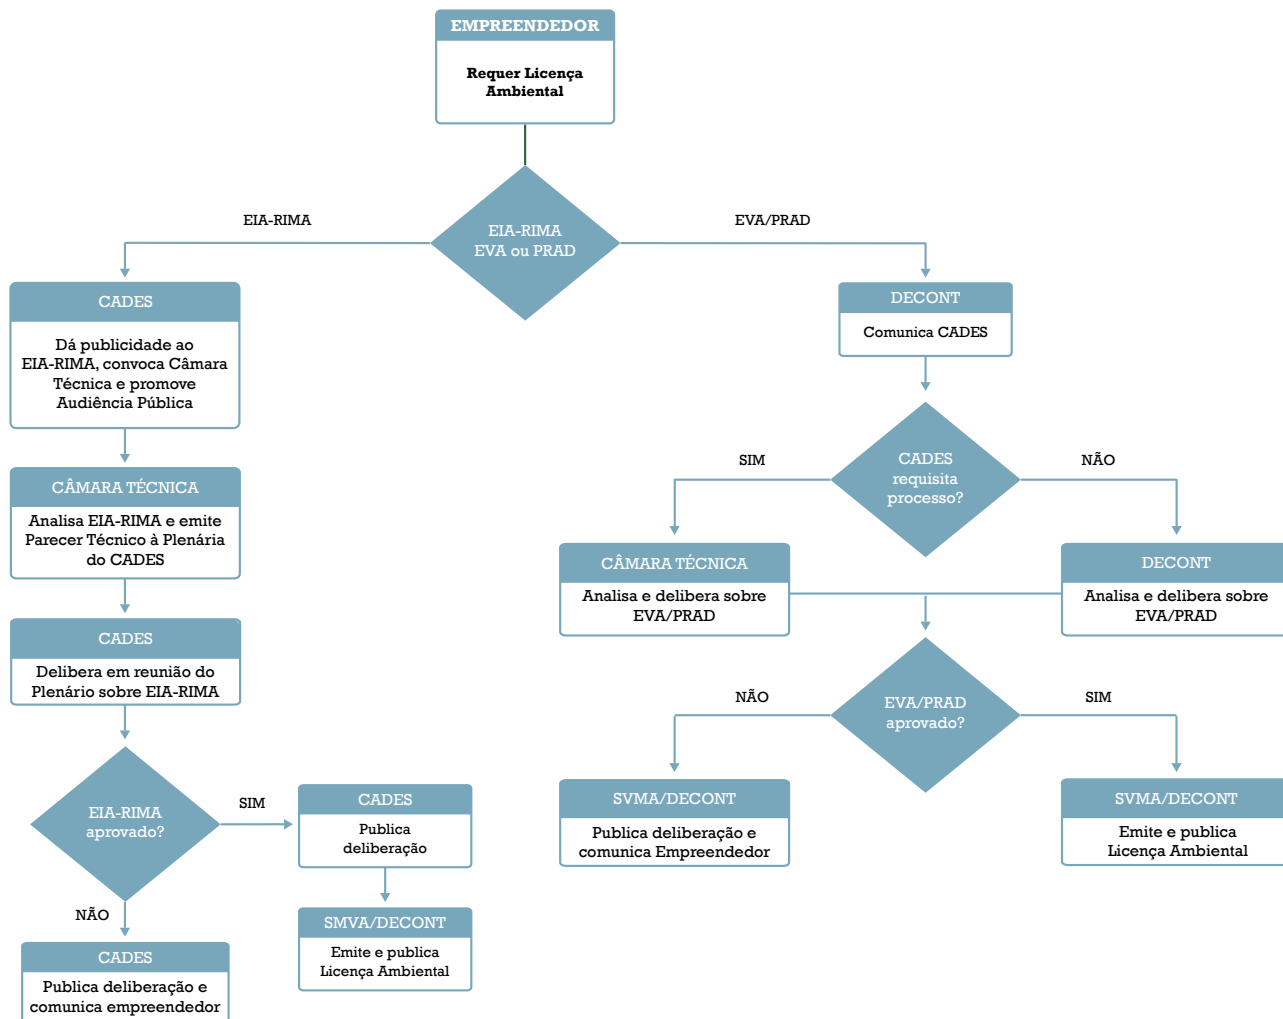 EMPREENDEDOR
Requer Licença
Ambiental
EIA-RIMA
EVA ou PRAD
EIA-RIMA
EVA/PRAD
CADES
Dá publicidade ao
EIA-RIMA, convoca Câmara
Técnica e promove
Audiência Pública
CÂMARA TÉCNICA
Analisa EIA-RIMA e emite
Parecer Técnico à Plenária
do CADES
CADES
Delibera em reunião do
Plenário sobre EIA-RIMA
EIA-RIMA
aprovado?
SIM
CADES
Publica
deliberação
SMVA/DECONT
Emite e publica
Licença Ambiental
NÃO
CADES
Publica deliberação e
comunica empreendedor
DECONT
Comunica CADES
CADES
requisita
processo?
SIM
NÃO
CÂMARA TÉCNICA
Analisa e delibera sobre
EVA/PRAD
DECONT
Analisa e delibera sobre
EVA/PRAD
EVA/PRAD
aprovado?
NÃO
SIM
SVMA/DECONT
Publica deliberação e
comunica Empreendedor
SVMA/DECONT
Emite e publica
Licença Ambiental